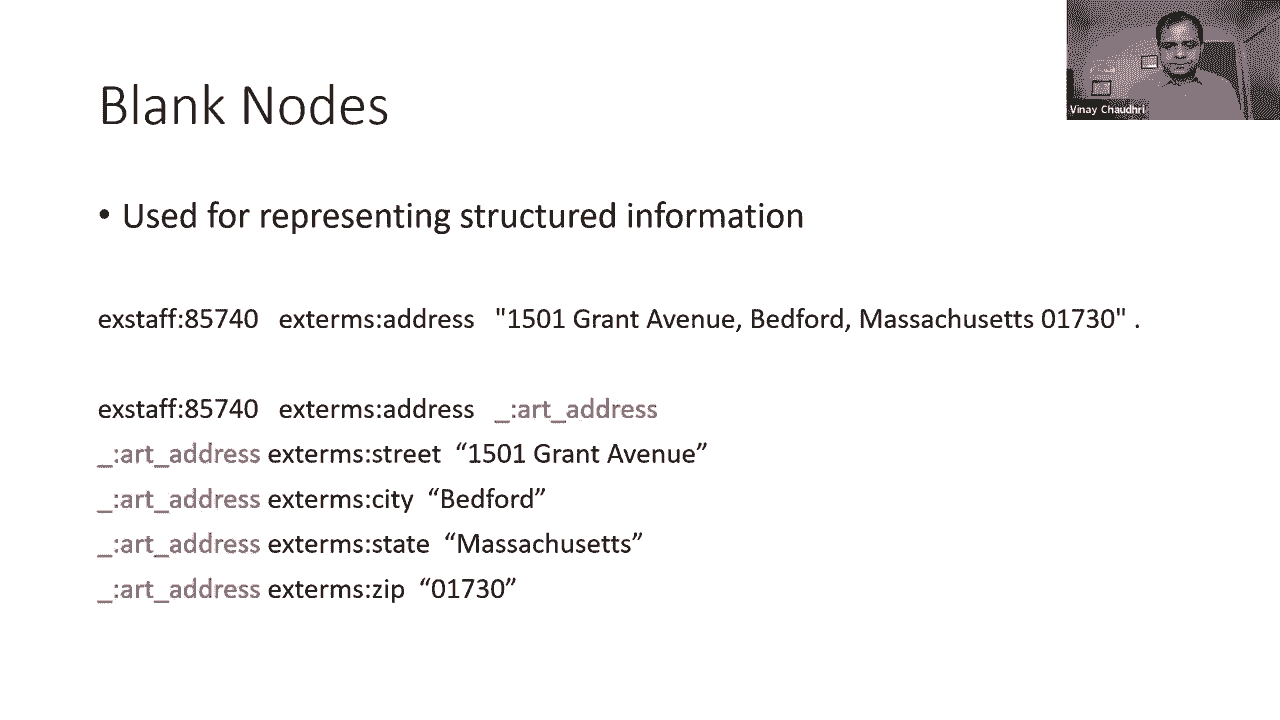 Vinay Chaudhri
Blank Nodes
• Used for representing structured information
exstaff:85740 exterms:address "1501 Grant Avenue, Bedford, Massachusetts 01730" .
exstaff:85740 exterms:address _:art_address
_:art_address exterms:street “1501 Grant Avenue”
_:art_address exterms:city “Bedford”
_:art_address exterms:state “Massachusetts”
_:art_address exterms:zip “01730”